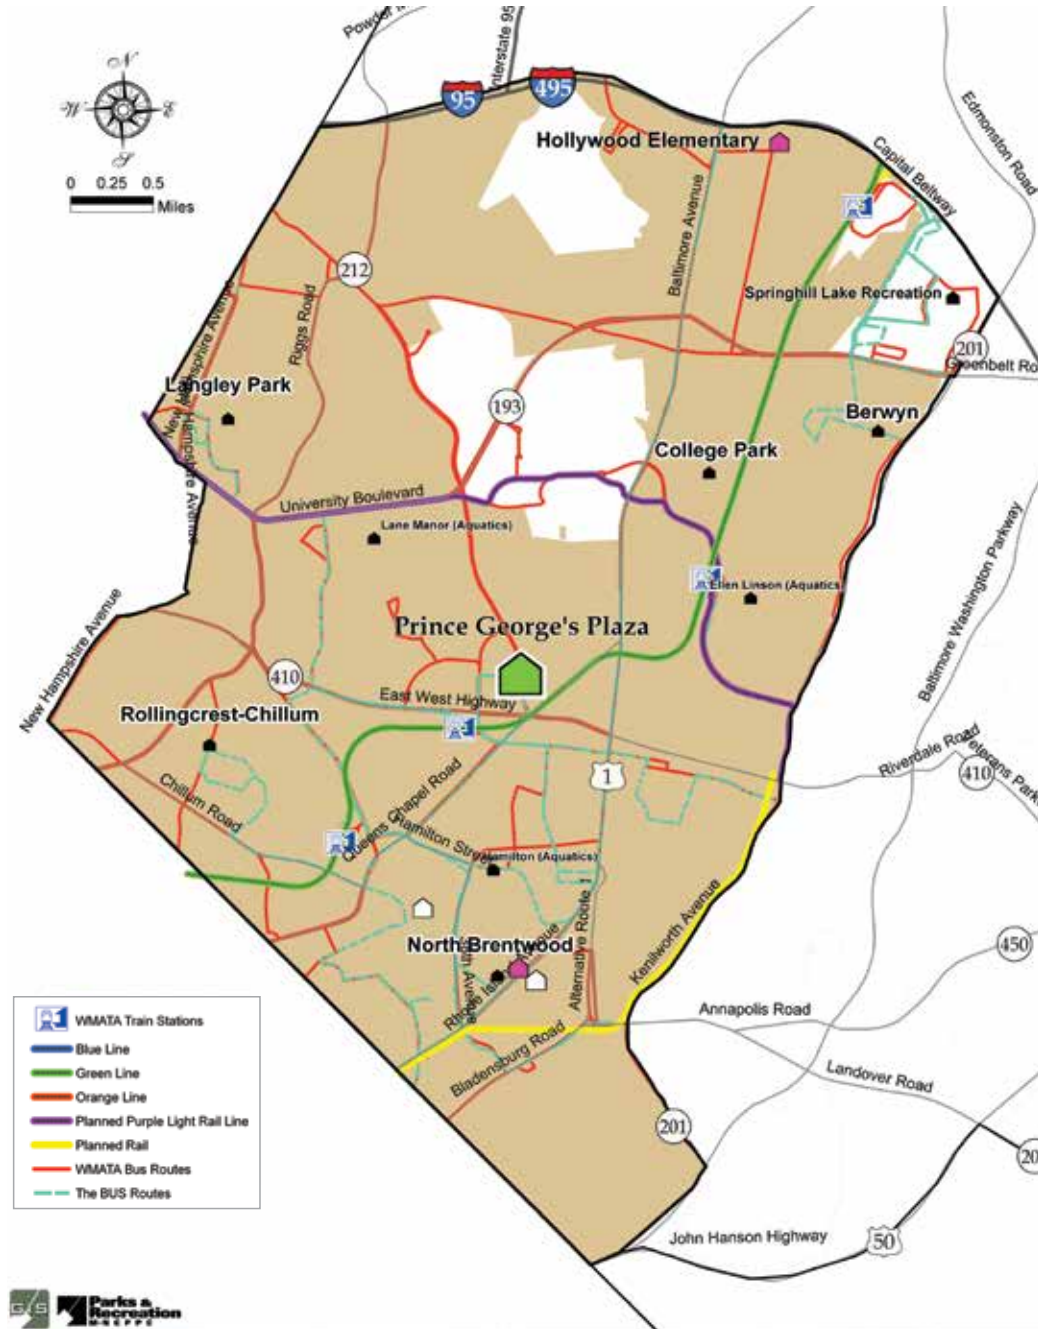 Interstate 95
N
W
E
S
95
495
Hollywood Elementary
Edmonston Road
Capital Beltway
0 0.25 0.5
Miles
Baltimore Avenue
212
Springhill Lake Recreation
New Hampshire Avenue
Riggs Road
201
Langley Park
193
Berwyn
New Hampshire Avenue
College Park
University Boulevard
Lane Manor (Aquatics)
Baltimore Washington Parkway
Ellen Linson (Aquatics
New Hampshire Avenue
Prince George's Plaza
410
East West Highway
Rollingcrest-Chillum
Riverdale Road
410
1
Chillum Road
Queens Chapel Road
Hamilton (Aquatics)
Kenilworth Avenue
Alternative Route 1
North Brentwood
450
Annapolis Road
Bladensburg Road
Landover Road
201
John Hanson Highway
50
WMATA Train Stations
Blue Line
Green Line
Orange Line
Planned Purple Light Rail Line
Planned Rail
WMATA Bus Routes
The BUS Routes
GIS
Parks &
Recreation
M-NCPPC